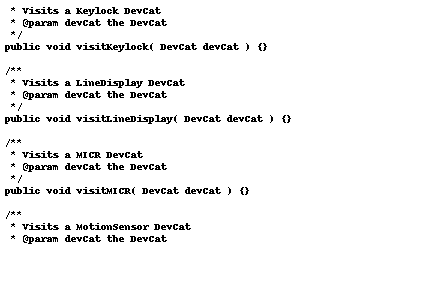 * Visits a Keylock DevCat
 * @param devCat the DevCat
 */
public void visitKeylock( DevCat devCat ) {}
/**
 * Visits a LineDisplay DevCat
 * @param devCat the DevCat
 */
public void visitLineDisplay( DevCat devCat ) {}
/**
 * Visits a MICR DevCat
 * @param devCat the DevCat
 */
public void visitMICR( DevCat devCat ) {}
/**
 * Visits a MotionSensor DevCat
 * @param devCat the DevCat